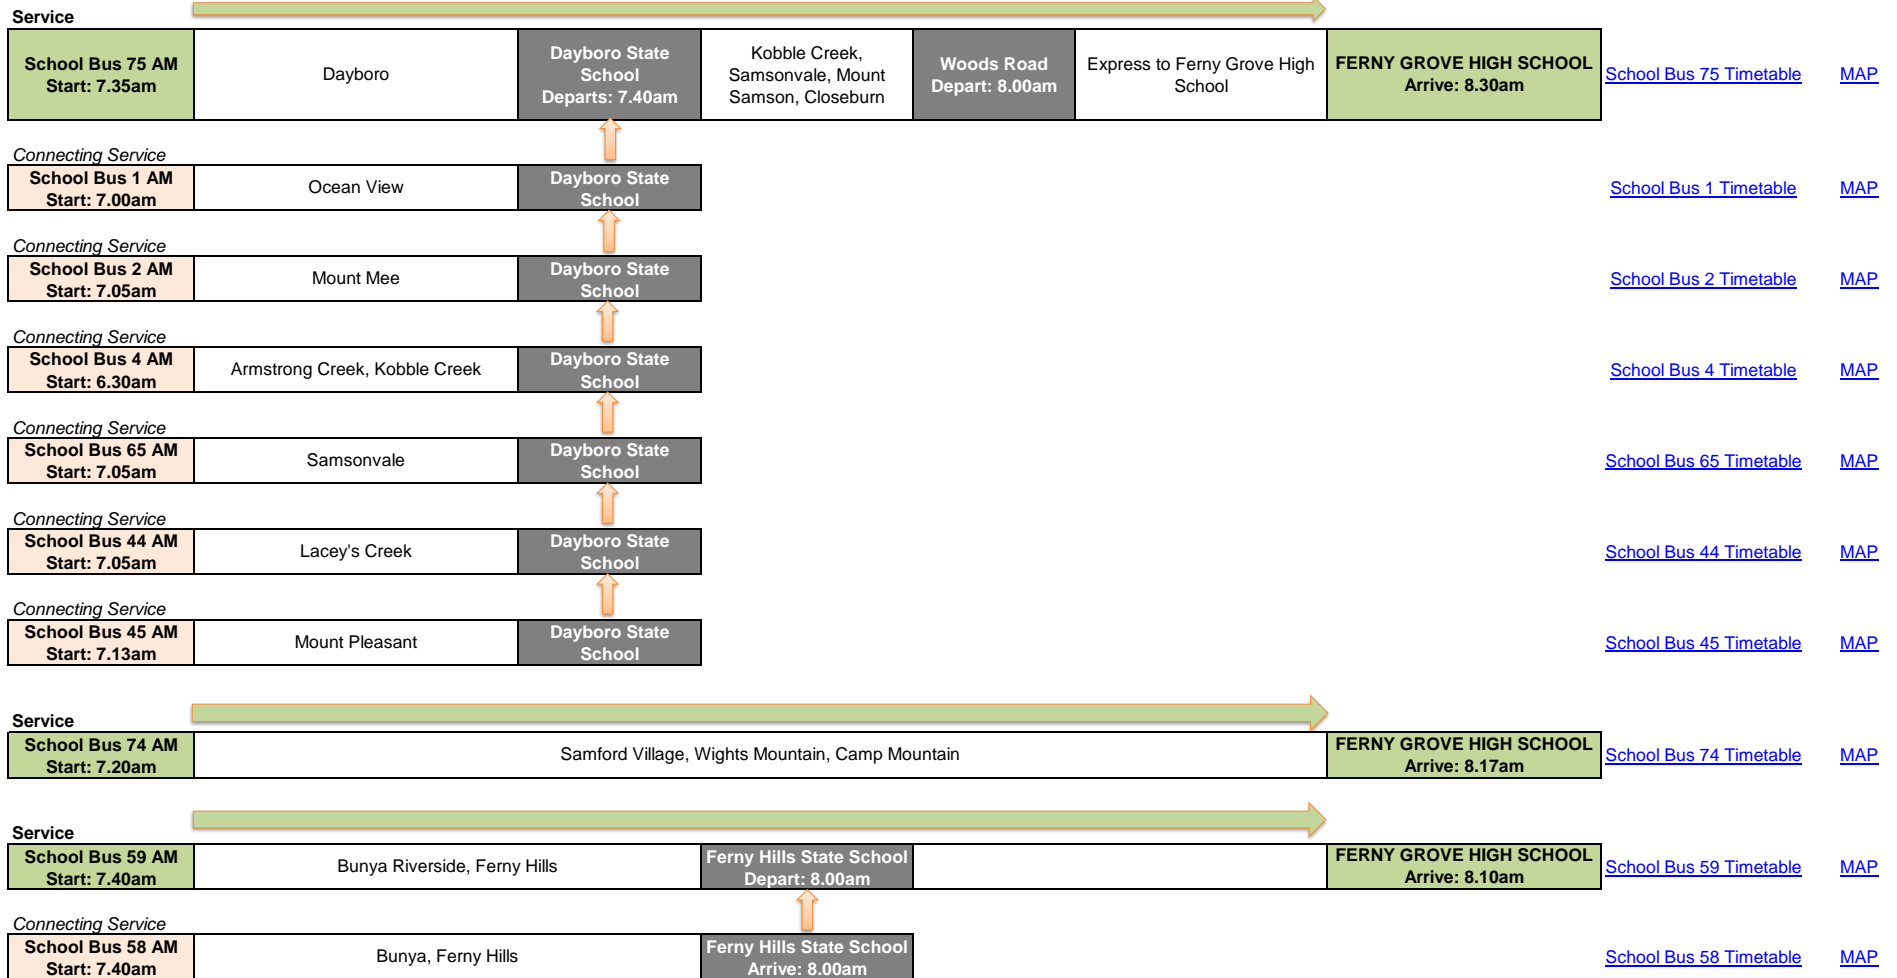 Service
School Bus 75 AM
Start: 7.35am
Dayboro
Dayboro State
School
Departs: 7.40am
Kobble Creek,
Samsonvale, Mount
Samson, Closeburn
Woods Road
Depart: 8.00am
Express to Ferny Grove High
School
FERNY GROVE HIGH SCHOOL
Arrive: 8.30am
School Bus 75 Timetable
MAP
Connecting Service
School Bus 1 AM
Start: 7.00am
Ocean View
Dayboro State
School
School Bus 1 Timetable
MAP
Connecting Service
School Bus 2 AM
Start: 7.05am
Mount Mee
Dayboro State
School
School Bus 2 Timetable
MAP
Connecting Service
School Bus 4 AM
Start: 6.30am
Armstrong Creek, Kobble Creek
Dayboro State
School
School Bus 4 Timetable
MAP
Connecting Service
School Bus 65 AM
Start: 7.05am
Samsonvale
Dayboro State
School
School Bus 65 Timetable
MAP
Connecting Service
School Bus 44 AM
Start: 7.05am
Lacey's Creek
Dayboro State
School
School Bus 44 Timetable
MAP
Connecting Service
School Bus 45 AM
Start: 7.13am
Mount Pleasant
Dayboro State
School
School Bus 45 Timetable
MAP
Service
School Bus 74 AM
Start: 7.20am
Samford Village, Wights Mountain, Camp Mountain
FERNY GROVE HIGH SCHOOL
Arrive: 8.17am
School Bus 74 Timetable
MAP
Service
School Bus 59 AM
Start: 7.40am
Bunya Riverside, Ferny Hills
Ferny Hills State School
Depart: 8.00am
FERNY GROVE HIGH SCHOOL
Arrive: 8.10am
School Bus 59 Timetable
MAP
Connecting Service
School Bus 58 AM
Start: 7.40am
Bunya, Ferny Hills
Ferny Hills State School
Arrive: 8.00am
School Bus 58 Timetable
MAP